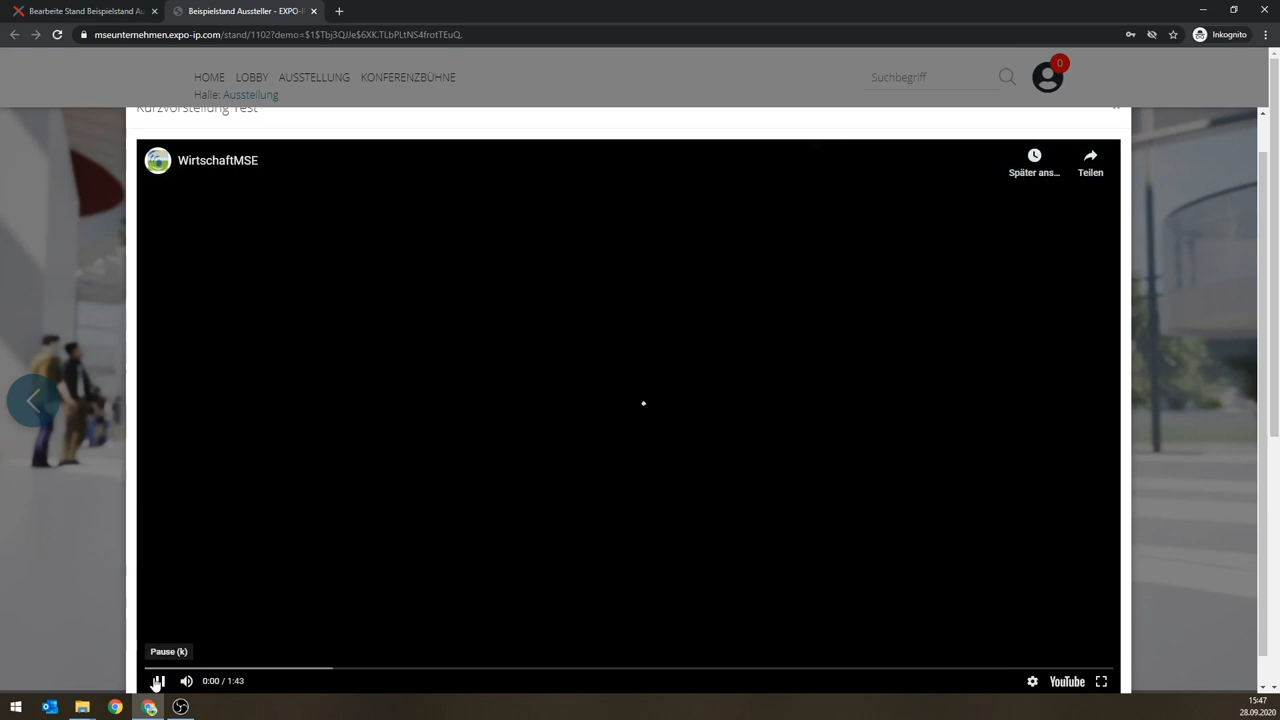 Bearbeite Stand Beispielstand Au
Beispielstand Aussteller - EXPO-I
mseunternehmen.expo-ip.com/stand/1102?demo=$1$Tbj3QJJe$6XK.TLbPLtNS4frotTEuQ.
Inkognito
HOME LOBBY AUSSTELLUNG KONFERENZBÜHNE
Suchbegriff
0
Halle: Ausstellung
Kurzvorstellung Test
WirtschaftMSE
Später ans...
Teilen
Pause (k)
0:00 / 1:43
YouTube
15:47
28.09.2020